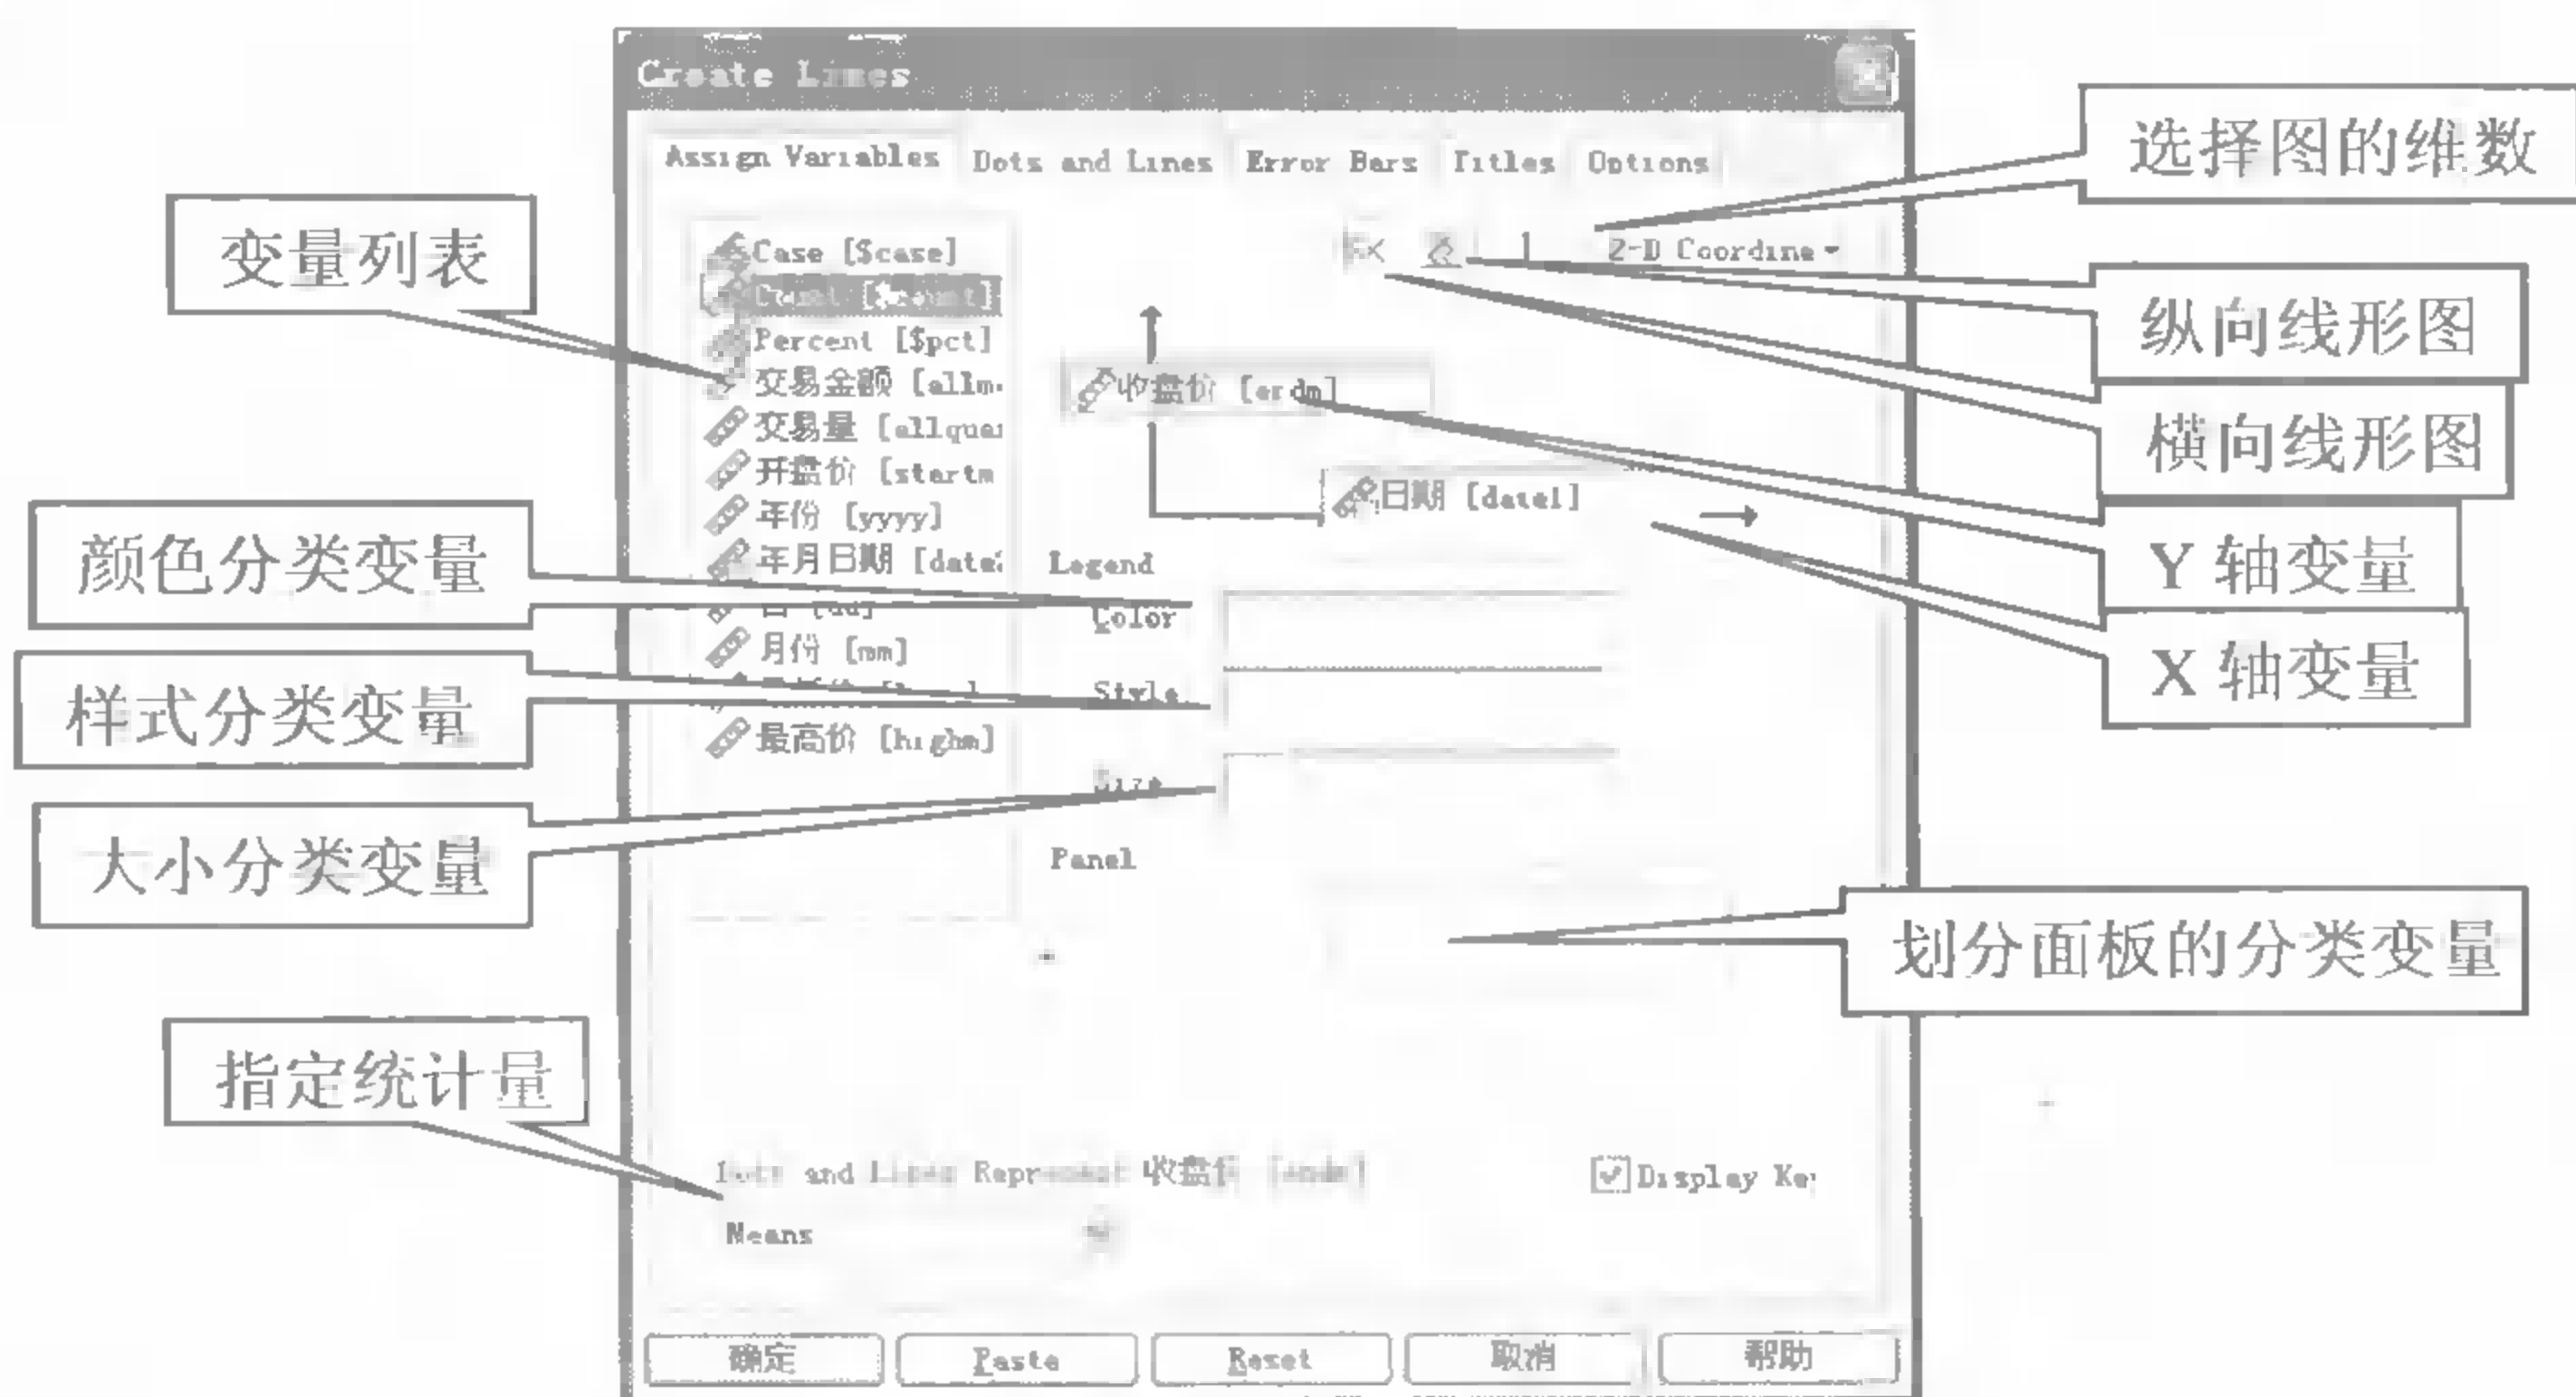 Create Lines
Assign Variables
Dots and Lines
Error Bars
Titles
Options
选择图的维数
变量列表
Case [$case]
2-D Coordina
Percent [$pct]
纵向线形图
交易金额 [allm
收盘价 [endm]
交易量 [allquar
横向线形图
开盘价 [startm
日期 [date1]
年份 [yyyy]
Y 轴变量
颜色分类变量
年月日期 [date
Legend
Color
月份 [mm]
X 轴变量
样式分类变量
Style
最高价 [highm]
Size
大小分类变量
Panel
划分面板的分类变量
指定统计量
Dots and Lines Represent 收盘价 [endm]
Display Ke
Means
确定
Paste
Reset
取消
帮助